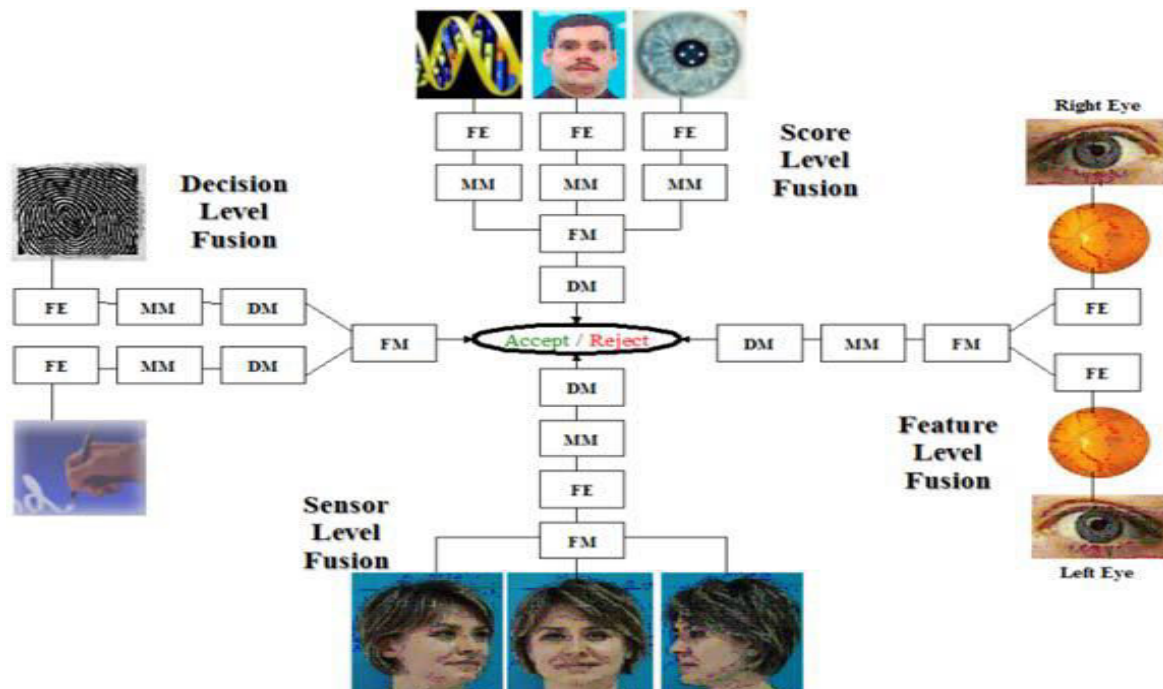 Right Eye
FE
FE
FE
Score
Level
Fusion
MM
MM
MM
Decision
Level
Fusion
FM
DM
FE
MM
DM
FE
FM
Accept / Reject
DM
MM
FM
FE
MM
DM
FE
DM
MM
Feature
Level
Fusion
FE
Sensor
Level
Fusion
FM
Left Eye